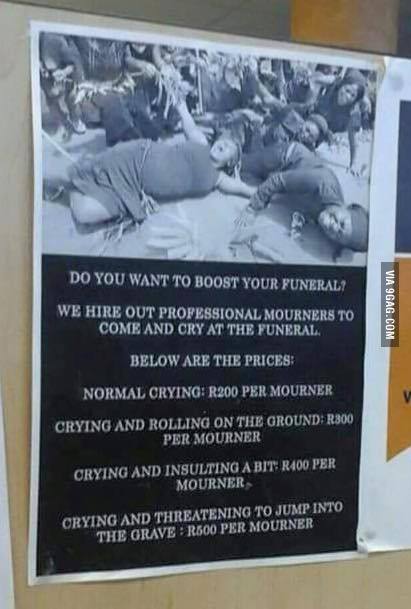 DO YOU WANT TO BOOST YOUR FUNERAL?
WE HIRE OUT PROFESSIONAL MOURNERS TO
COME AND CRY AT THE FUNERAL.
BELOW ARE THE PRICES:
NORMAL CRYING: R200 PER MOURNER
CRYING AND ROLLING ON THE GROUND: R300
PER MOURNER
CRYING AND INSULTING A BIT: R400 PER
MOURNER
CRYING AND THREATENING TO JUMP INTO
THE GRAVE : R500 PER MOURNER
VIA 9GAG.COM